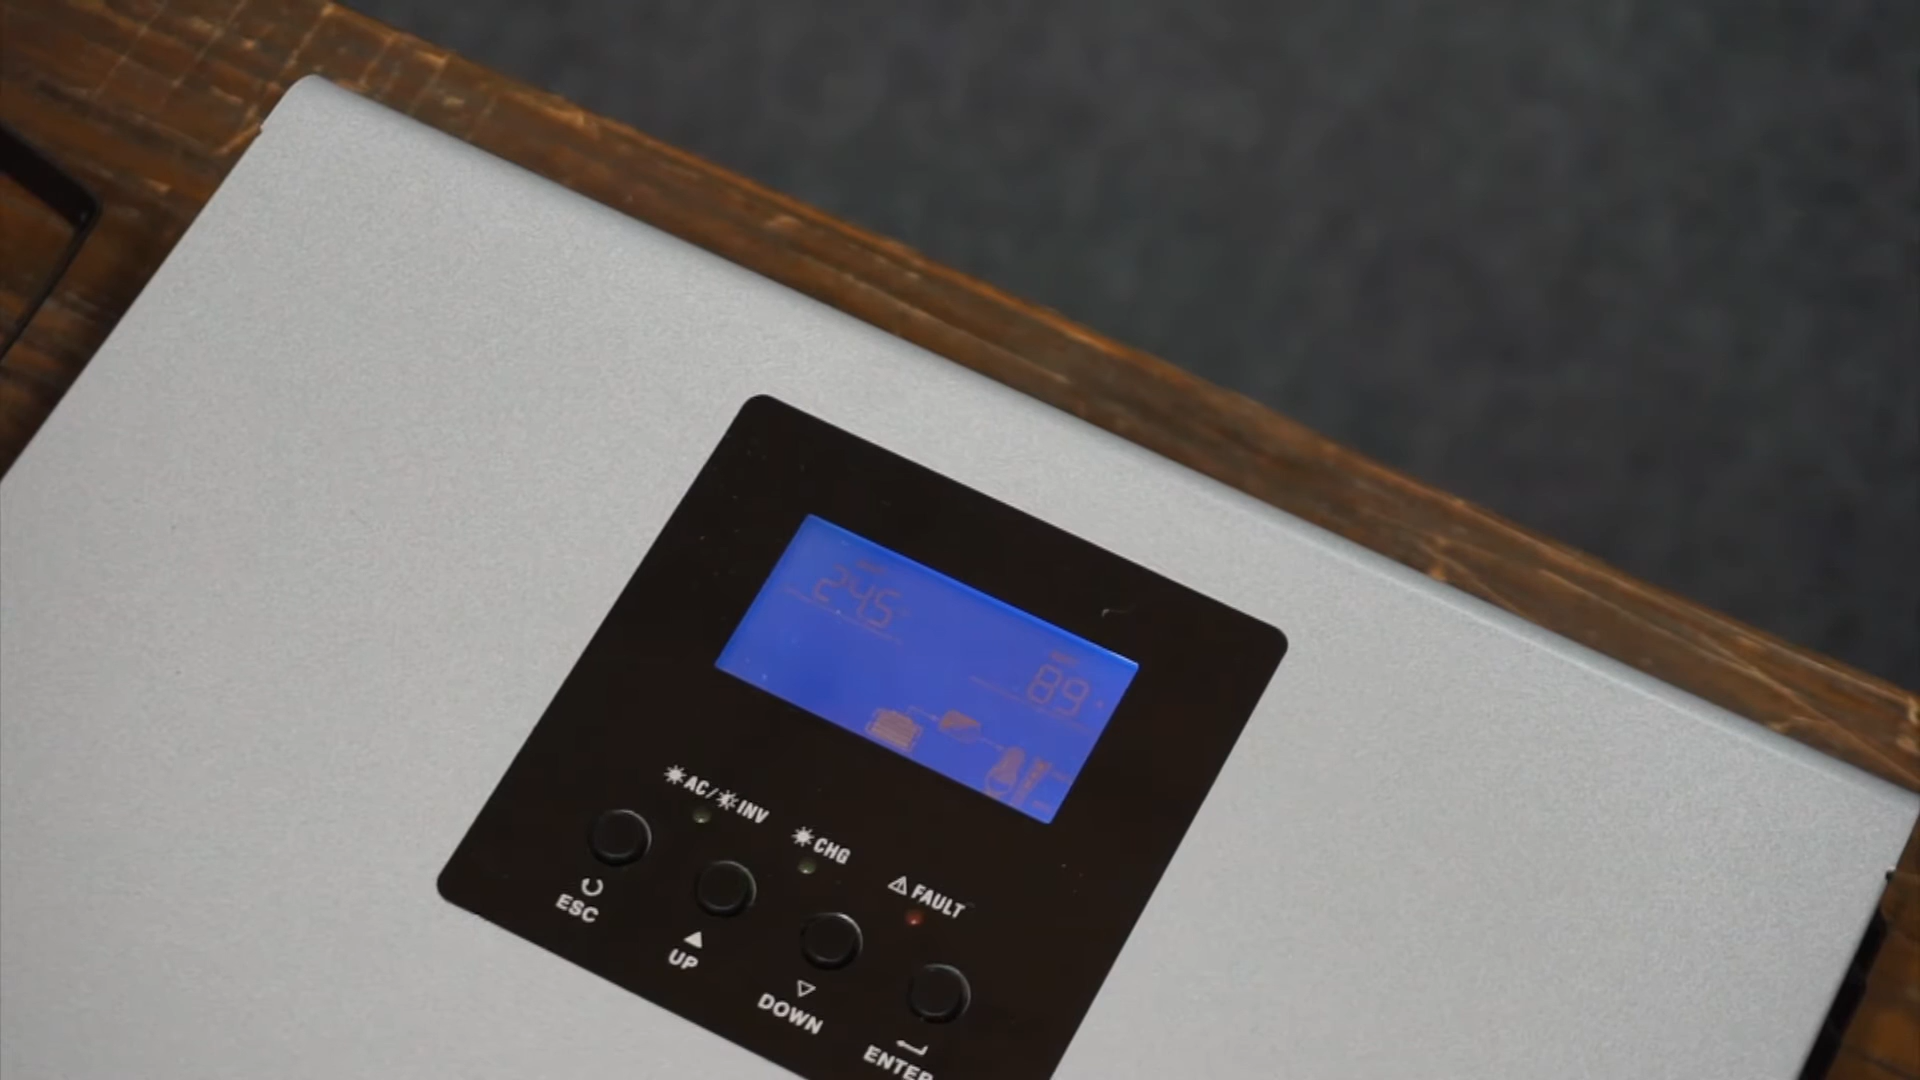 245
89
AC/ INV
CHG
FAULT
ESC
UP
DOWN
ENTER